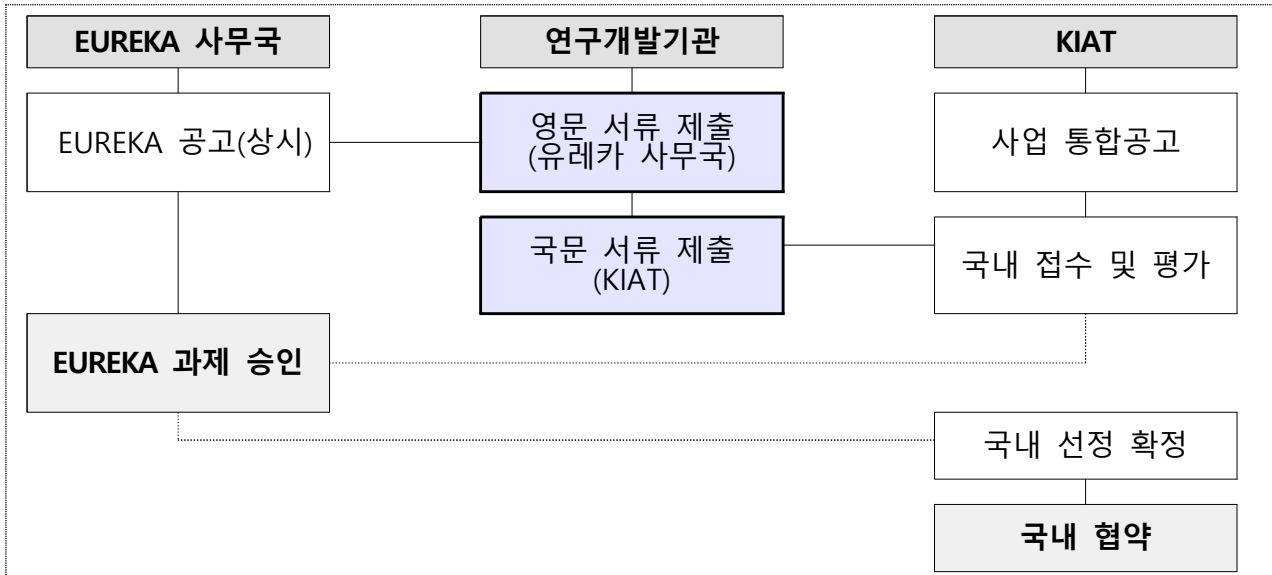 EUREKA 사무국
연구개발기관
KIAT
EUREKA 공고(상시)
영문 서류 제출
(유레카 사무국)
사업 통합공고
국문 서류 제출
(KIAT)
국내 접수 및 평가
EUREKA 과제 승인
국내 선정 확정
국내 협약